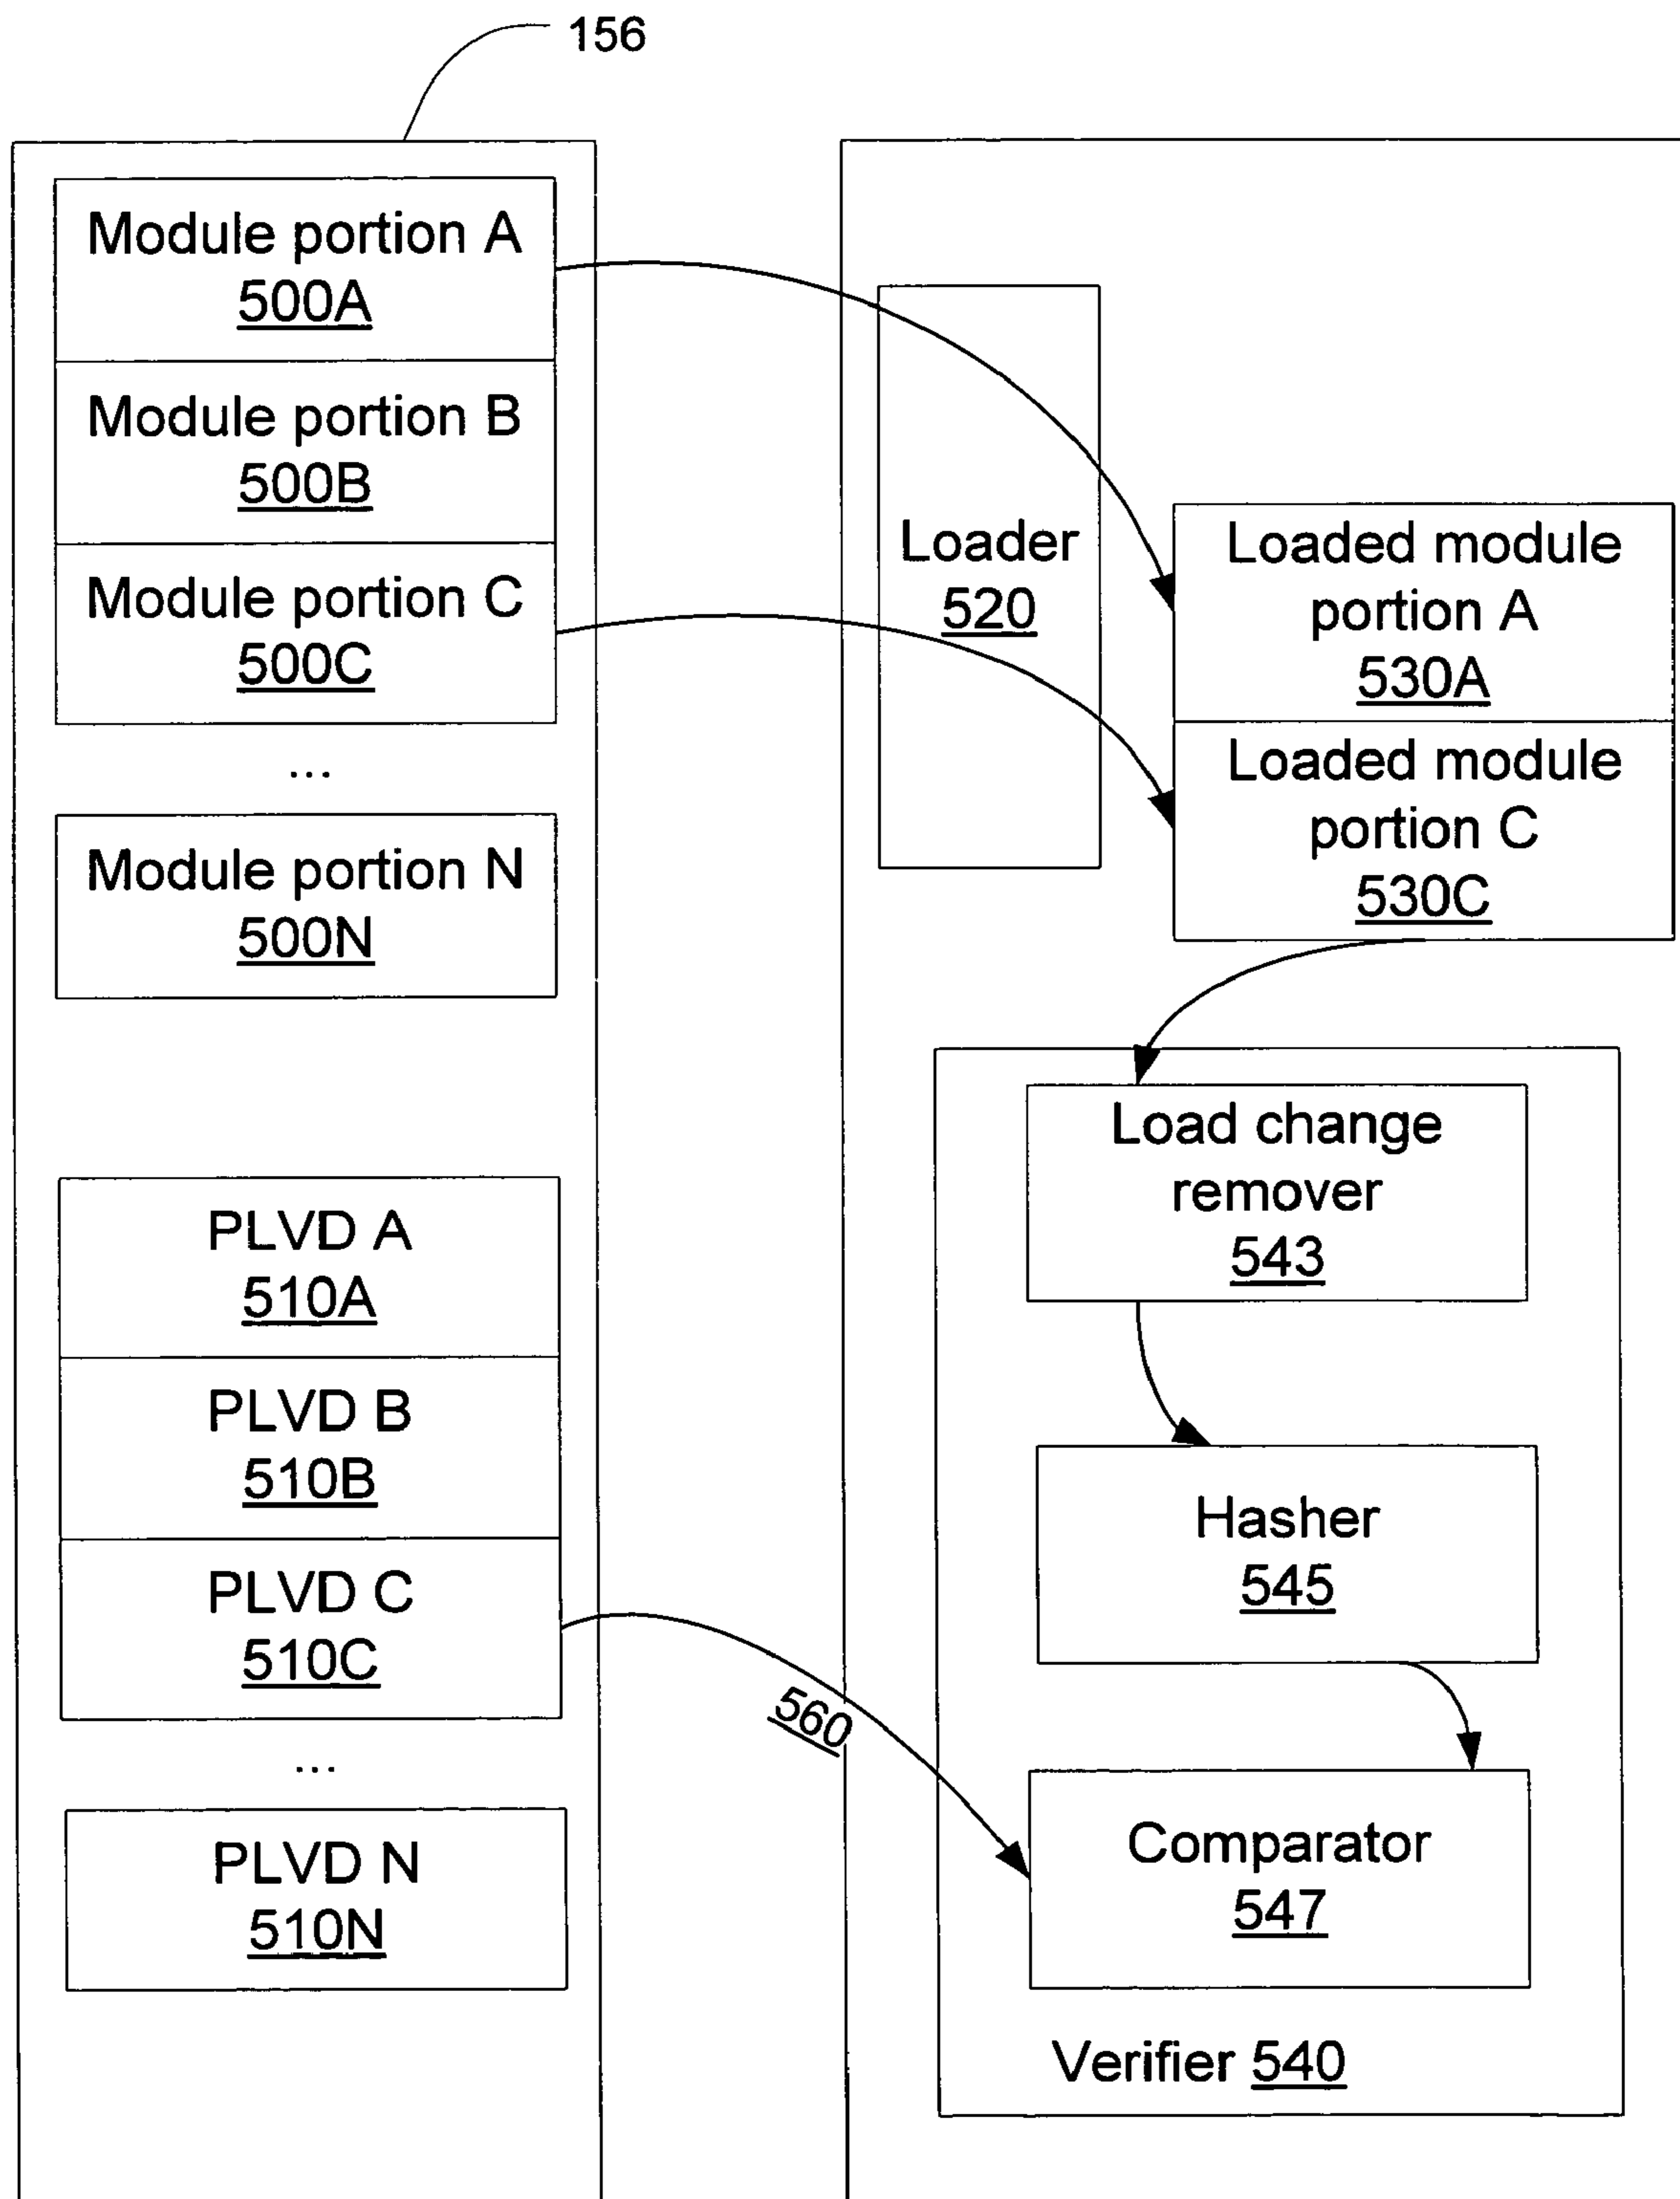 156
Module portion A
500A
Module portion B
500B
Module portion C
500C
...
Module portion N
500N
PLVD A
510A
PLVD B
510B
PLVD C
510C
...
PLVD N
510N
560
Loader
520
Loaded module
portion A
530A
Loaded module
portion C
530C
Load change
remover
543
Hasher
545
Comparator
547
Verifier 540